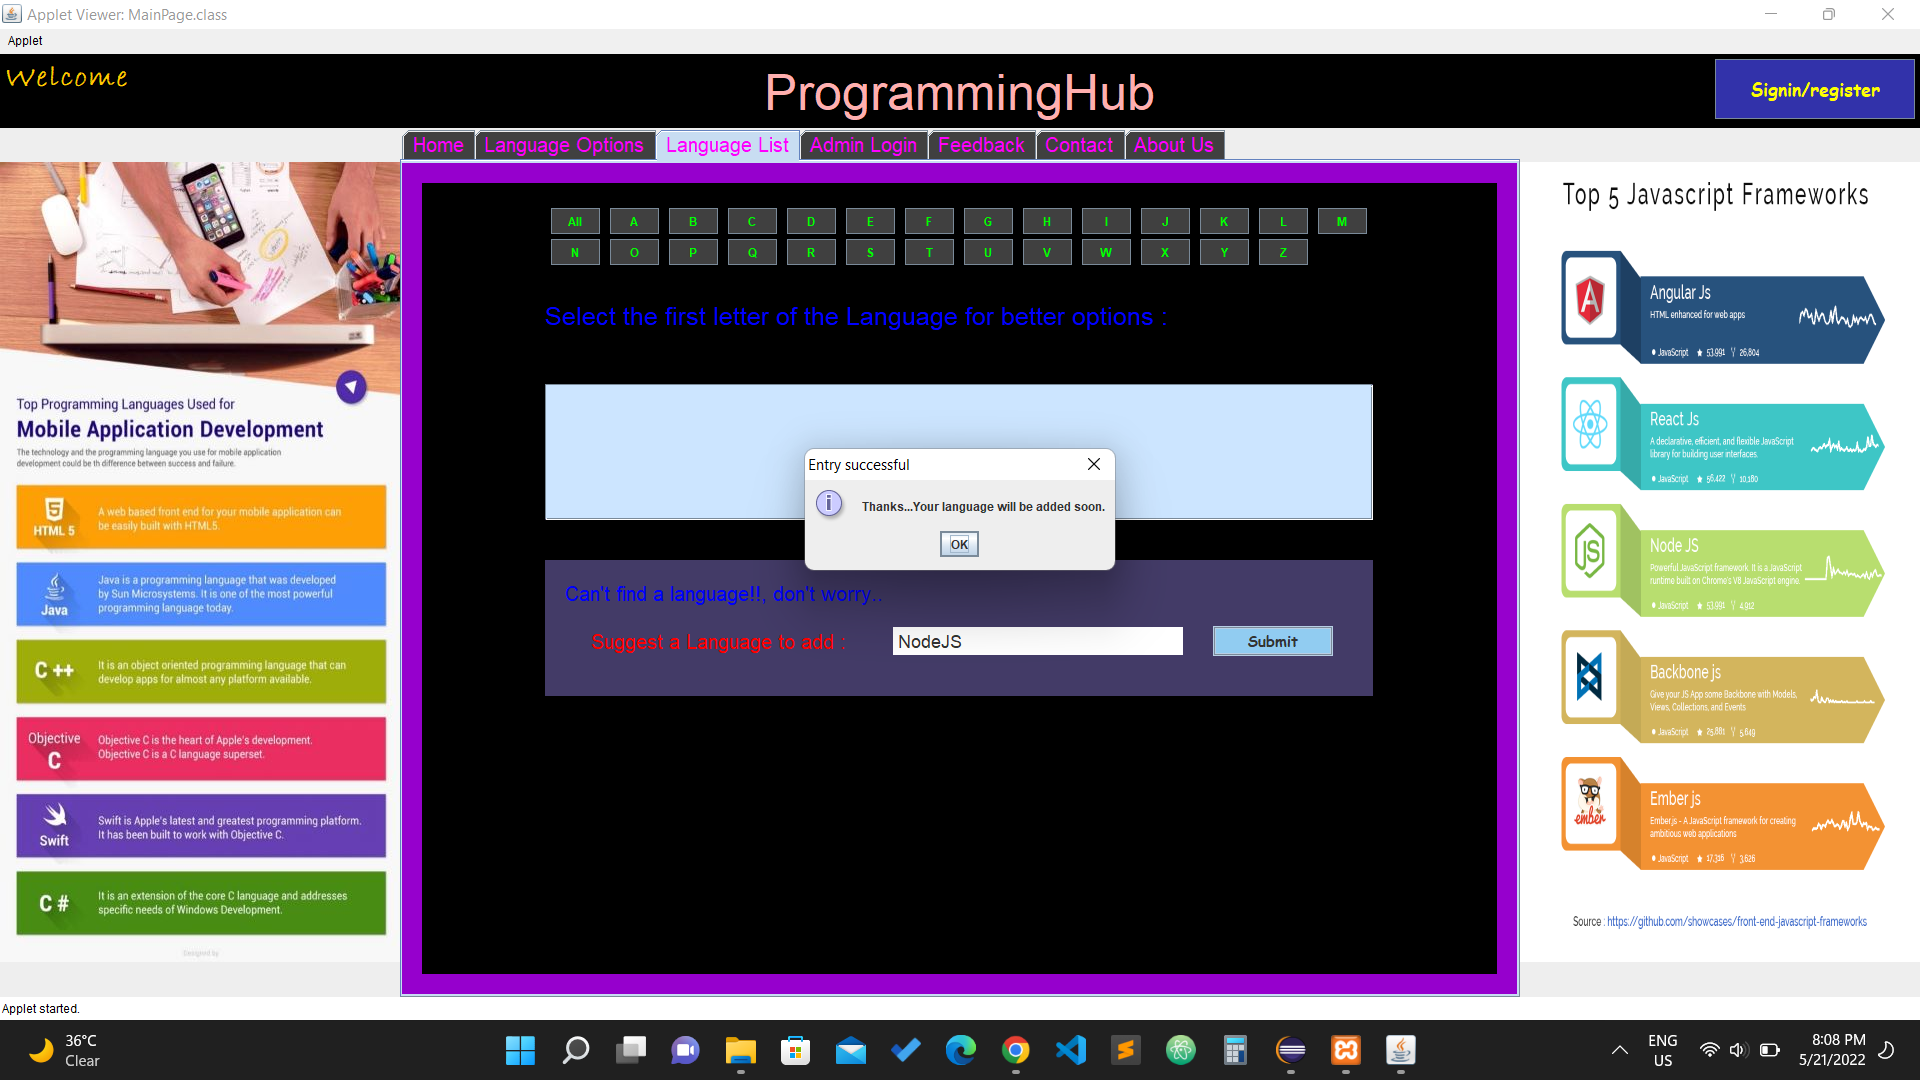 Applet Viewer: MainPage.class
Applet
Welcome
ProgrammingHub
Signin/register
Home Language Options Language List Admin Login Feedback Contact About Us
All A B C D E F G H I J K L M
N O P Q R S T U V W X Y Z
Select the first letter of the Language for better options :
Entry successful
Thanks...Your language will be added soon.
OK
Can't find a language!!, don't worry..
Suggest a Language to add :
NodeJS
Submit
Top Programming Languages Used for
Mobile Application Development
The technology and the programming language you use for mobile application
development could be th difference between success and failure.
HTML 5
A web based front end for your mobile application can
be easily built with HTML5.
Java
Java is a programming language that was developed
by Sun Microsystems. It is one of the most powerful
programming language today.
C ++
It is an object oriented programming language that can
develop apps for almost any platform available.
Objective
C
Objective C is the heart of Apple's development.
Objective C is a C language superset.
Swift
Swift is Apple's latest and greatest programming platform.
It has been built to work with Objective C.
C #
It is an extension of the core C language and addresses
specific needs of Windows Development.
Designed by
Top 5 Javascript Frameworks
Angular Js
HTML enhanced for web apps
JavaScript 53,991 26,804
React Js
A declarative, efficient, and flexible JavaScript
library for building user interfaces.
JavaScript 56,422 10,180
JS
Node JS
Powerful JavaScript framework. It is a JavaScript
runtime built on Chrome's V8 JavaScript engine.
JavaScript 53,991 4,912
Backbone js
Give your JS App some Backbone with Models,
Views, Collections, and Events
JavaScript 25,881 5,649
ember
Ember js
Ember.js - A JavaScript framework for creating
ambitious web applications
JavaScript 17,316 3,626
Source : https://github.com/showcases/front-end-javascript-frameworks
Applet started.
36°C
Clear
ENG
US
8:08 PM
5/21/2022